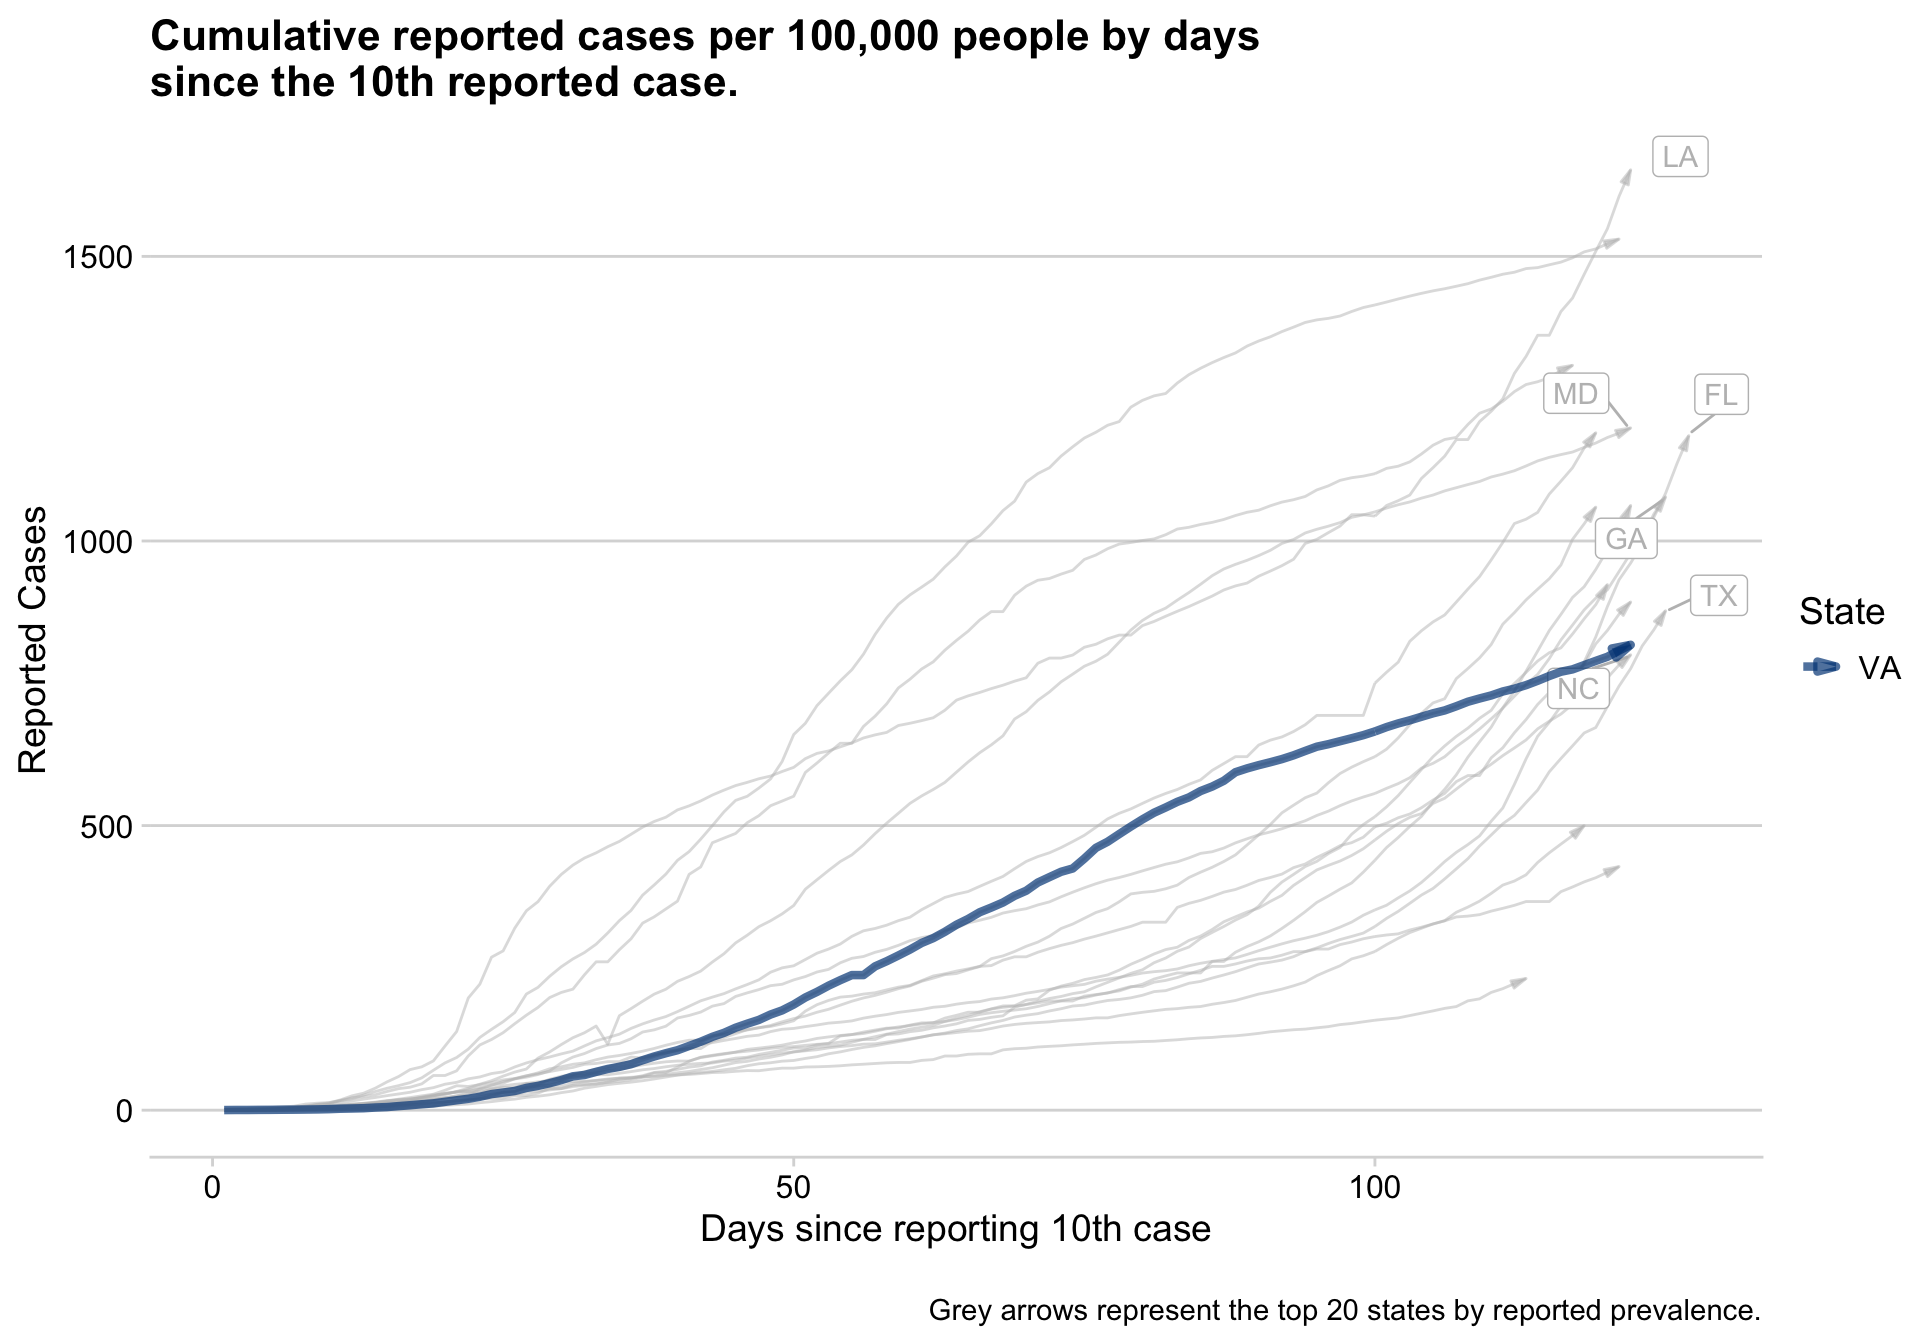 Cumulative reported cases per 100,000 people by days
since the 10th reported case.
LA
1500
MD
FL
Reported Cases
1000
GA
TX
State
VA
NC
500
0
0
50
100
Days since reporting 10th case
Grey arrows represent the top 20 states by reported prevalence.